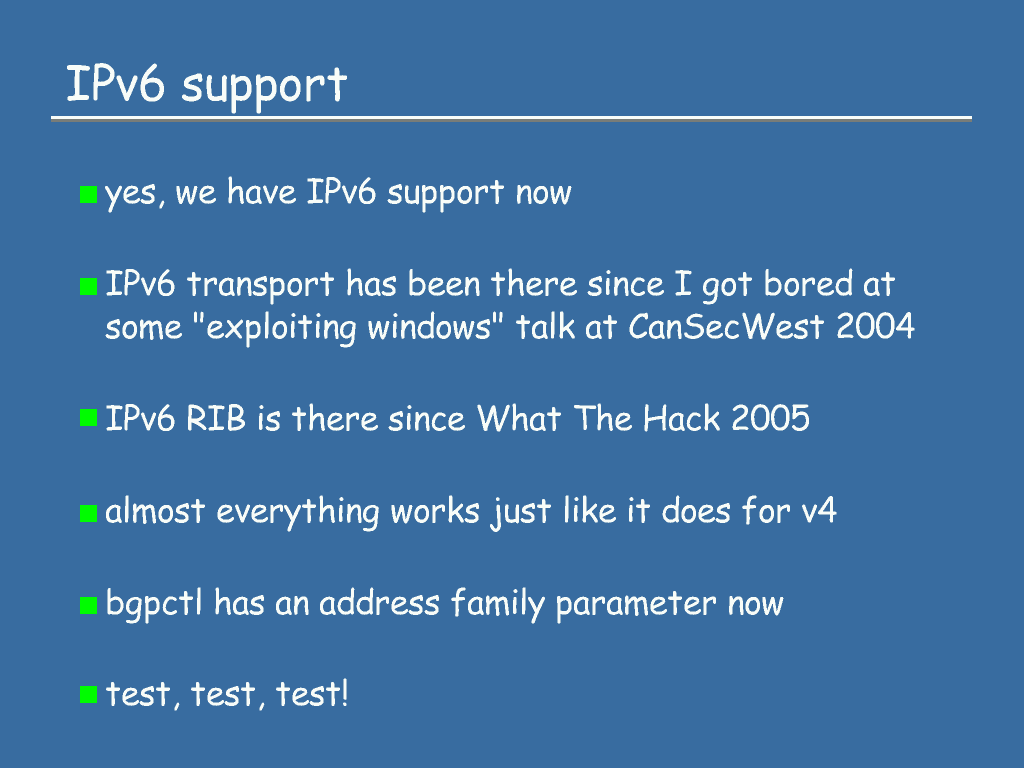 IPv6 support
yes, we have IPv6 support now
IPv6 transport has been there since I got bored at
some "exploiting windows" talk at CanSecWest 2004
IPv6 RIB is there since What The Hack 2005
almost everything works just like it does for v4
bgpctl has an address family parameter now
test, test, test!